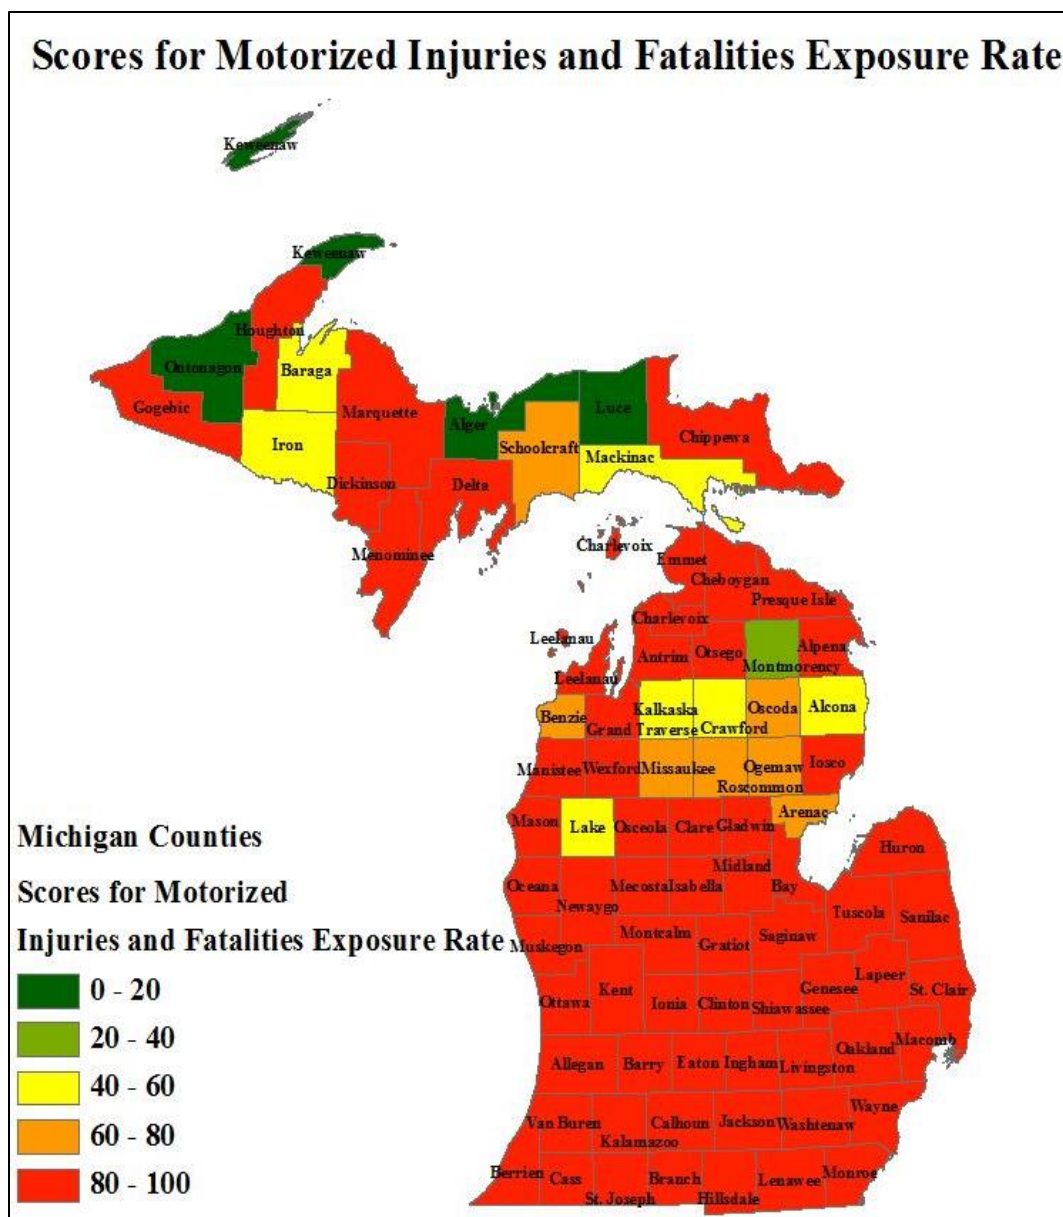 Scores for Motorized Injuries and Fatalities Exposure Rate
Keweenaw
Keweenaw
Houghton
Ontonagon
Baraga
Gogebic
Marquette
Alger
Luce
Chippewa
Iron
Schoolcraft
Mackinac
Dickinson
Delta
Menominee
Charlevoix
Emmet
Cheboygan
Presque Isle
Charlevoix
Leelanau
Antrim
Otsego
Alpena
Montmorency
Leelanau
Kalkaska
Oscoda
Alcona
Benzie
Grand Traverse
Crawford
Manistee
Wexford
Missaukee
Ogemaw
Iosco
Roscommon
Arenac
Mason
Lake
Osceola
Clare
Gladwin
Huron
Midland
Oceana
Mecosta
Isabella
Bay
Newaygo
Tuscola
Sanilac
Montcalm
Saginaw
Muskegon
Gratiot
Lapeer
Kent
Genesee
St. Clair
Ottawa
Ionia
Clinton
Shiawassee
Macomb
Oakland
Allegan
Barry
Eaton
Ingham
Livingston
Wayne
Van Buren
Calhoun
Jackson
Washtenaw
Kalamazoo
Berrien
Cass
Branch
Lenawee
Monroe
St. Joseph
Hillsdale
Michigan Counties
Scores for Motorized
Injuries and Fatalities Exposure Rate
0 - 20
20 - 40
40 - 60
60 - 80
80 - 100